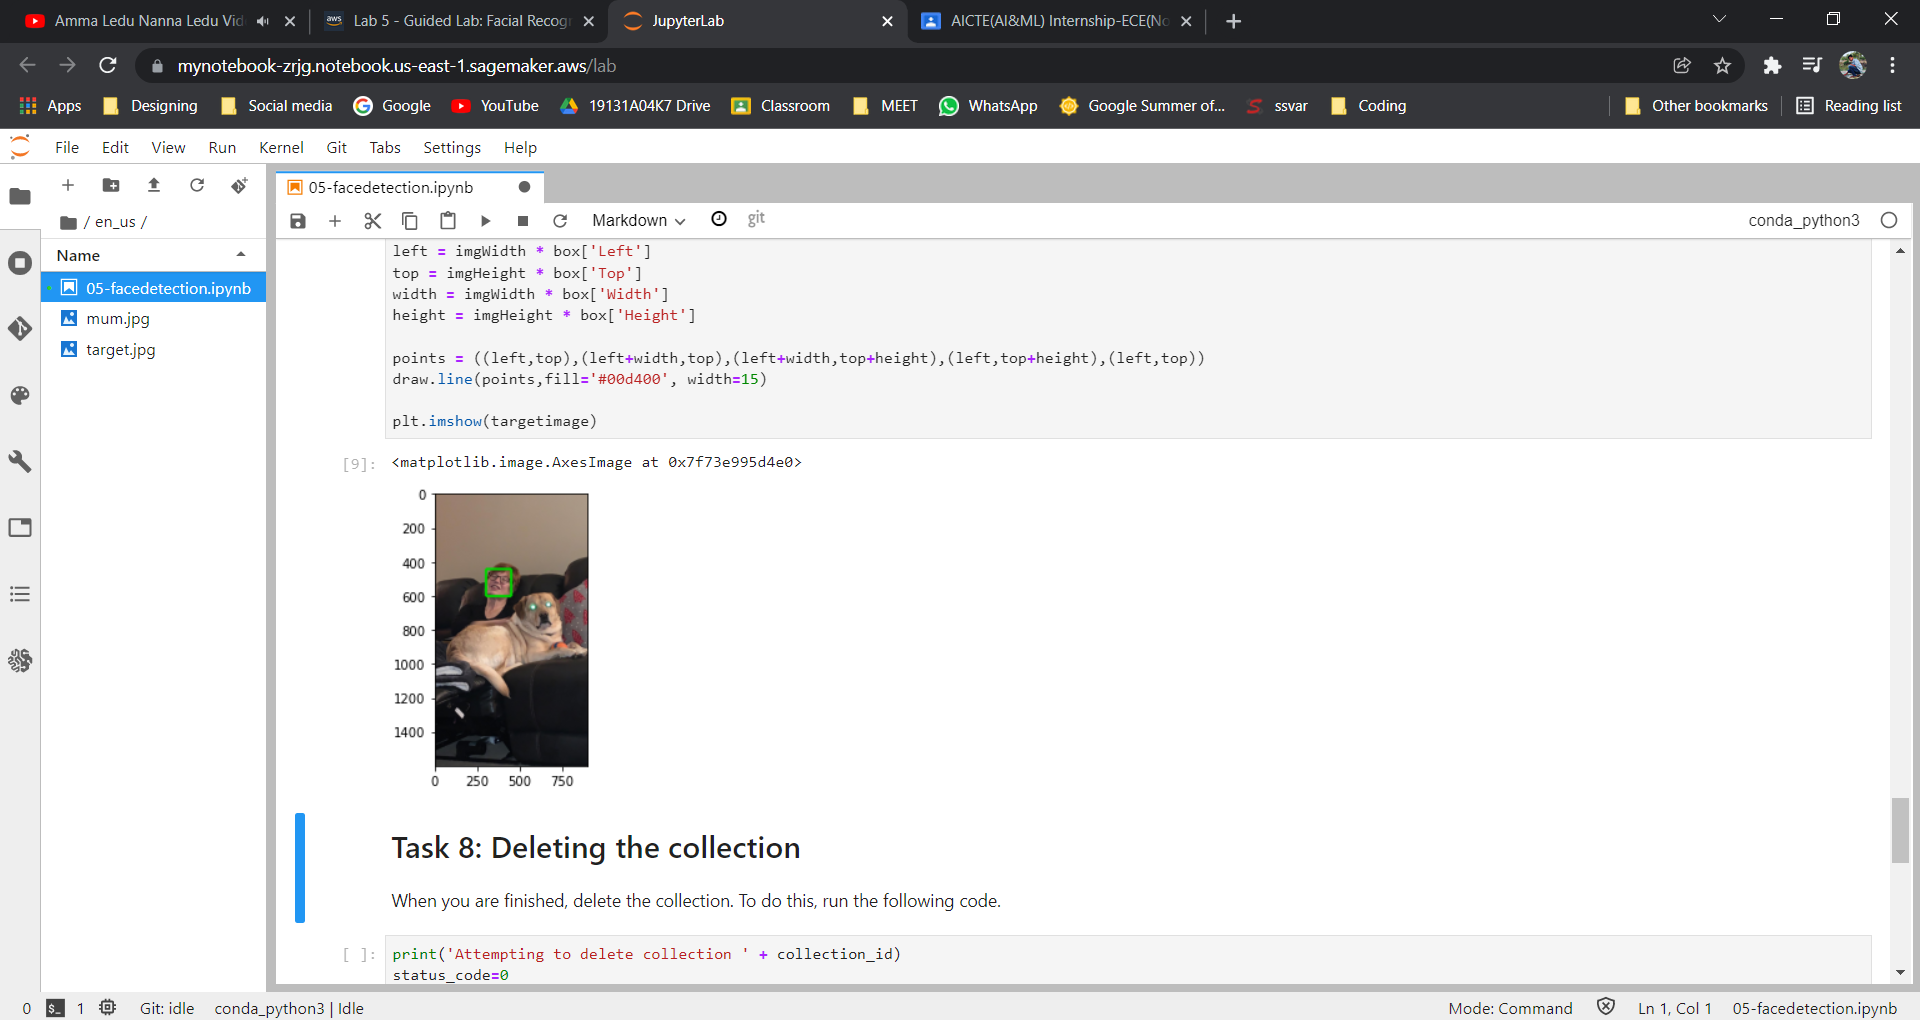 Amma Ledu Nanna Ledu Vid
Lab 5 - Guided Lab: Facial Recogn
JupyterLab
AICTE(AI&ML) Internship-ECE(No
mynotebook-zrjg.notebook.us-east-1.sagemaker.aws/lab
Apps Designing Social media Google YouTube 19131A04K7 Drive Classroom MEET WhatsApp Google Summer of... ssvar Coding Other bookmarks Reading list
File Edit View Run Kernel Git Tabs Settings Help
05-facedetection.ipynb
/ en_us /
Markdown git conda_python3
Name
05-facedetection.ipynb
mum.jpg
target.jpg
left = imgWidth * box['Left']
top = imgHeight * box['Top']
width = imgWidth * box['Width']
height = imgHeight * box['Height']
points = ((left,top),(left+width,top),(left+width,top+height),(left,top+height),(left,top))
draw.line(points,fill='#00d400', width=15)
plt.imshow(targetimage)
[9]: <matplotlib.image.AxesImage at 0x7f73e995d4e0>
0
200
400
600
800
1000
1200
1400
0 250 500 750
Task 8: Deleting the collection
When you are finished, delete the collection. To do this, run the following code.
[ ]: print('Attempting to delete collection ' + collection_id)
status_code=0
0 $_ 1 Git: idle conda_python3 | Idle Mode: Command Ln 1, Col 1 05-facedetection.ipynb